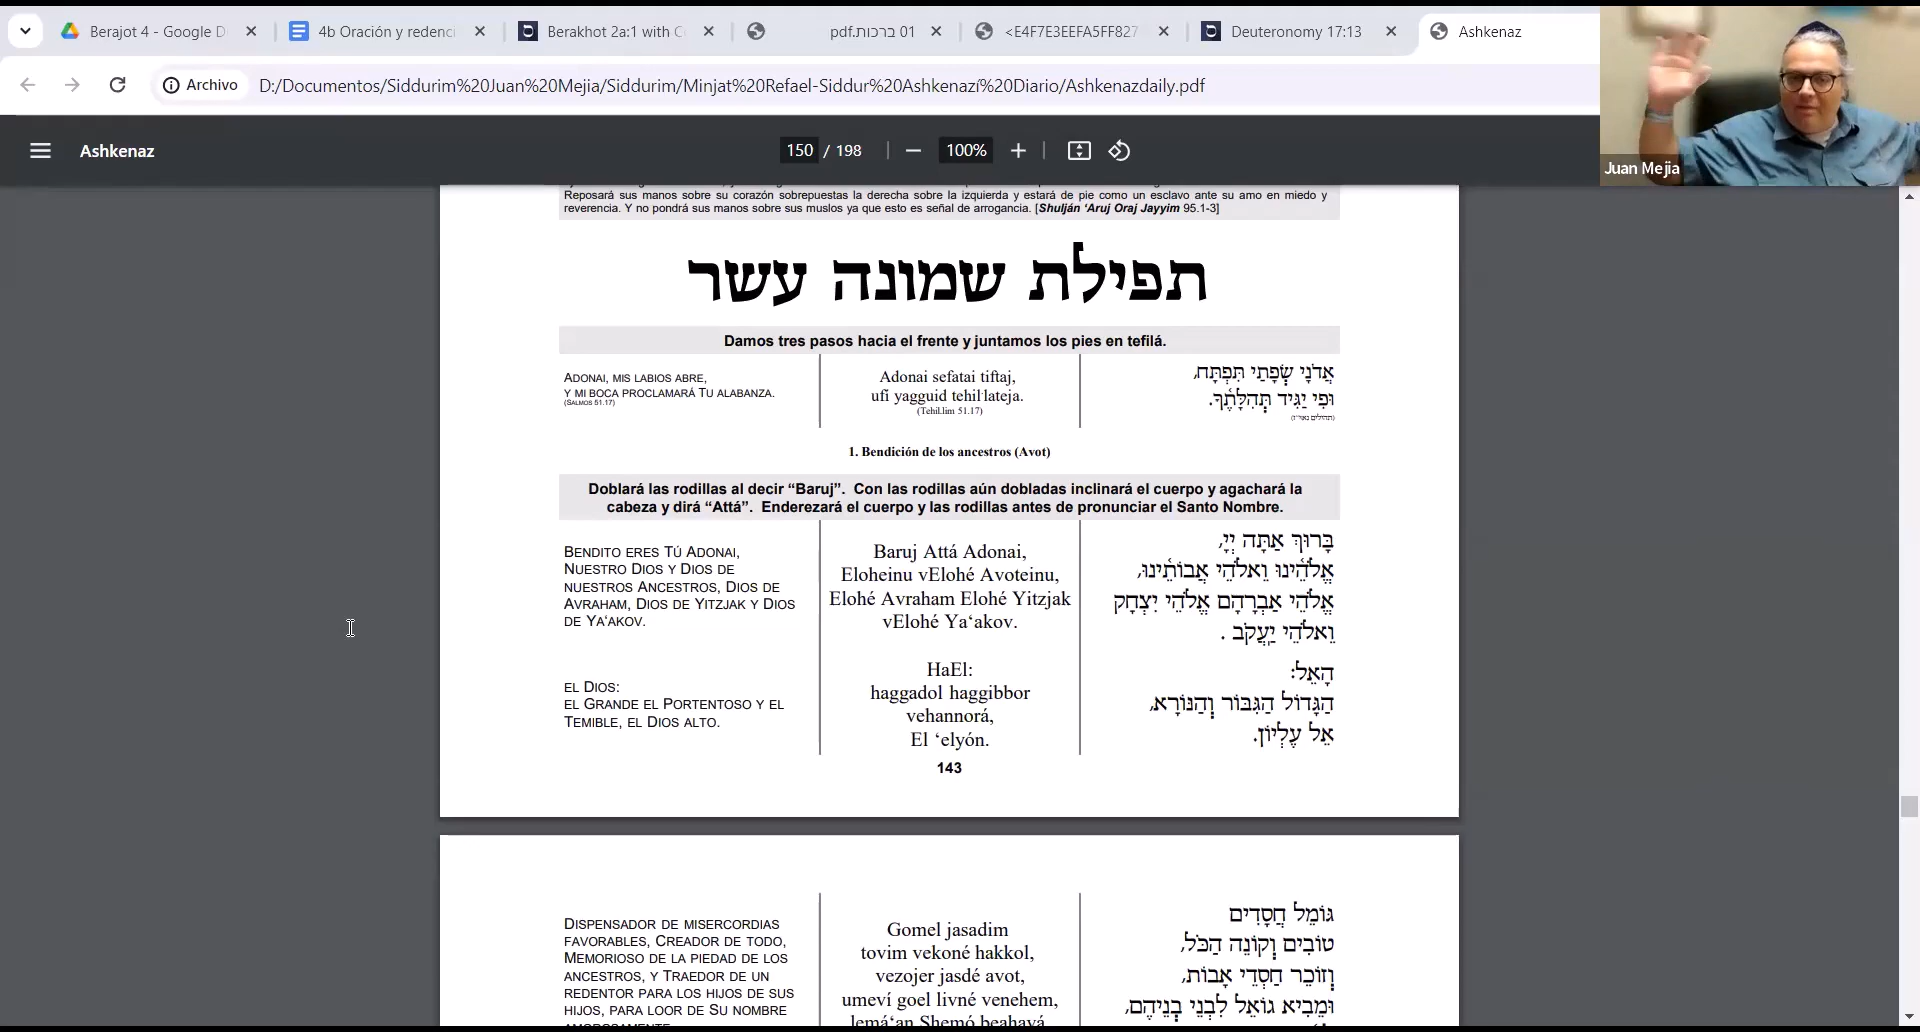 Berajot 4 - Google D
4b Oración y redenci
Berakhot 2a:1 with C
01 ברכות.pdf
<E4F7E3EEFA5FF827
Deuteronomy 17:13
Ashkenaz
Archivo
D:/Documentos/Siddurim%20Juan%20Mejia/Siddurim/Minjat%20Refael-Siddur%20Ashkenazí%20Diario/Ashkenazdaily.pdf
Juan Mejia
Ashkenaz
150 / 198
100%
Reposará sus manos sobre su corazón sobrepuestas la derecha sobre la izquierda y estará de pie como un esclavo ante su amo en miedo y
reverencia. Y no pondrá sus manos sobre sus muslos ya que esto es señal de arrogancia. [Shulján ‘Aruj Oraj Jayyim 95.1-3]
תפילת שמונה עשר
Damos tres pasos hacia el frente y juntamos los pies en tefilá.
ADONAI, MIS LABIOS ABRE,
Y MI BOCA PROCLAMARÁ TU ALABANZA.
(SALMOS 51.17)
Adonai sefatai tiftaj,
ufí yagguid tehil·lateja.
(Tehil.lim 51.17)
אֲדֹנָי שְׂפָתַי תִּפְתָּח,
וּפִי יַגִּיד תְּהִלָּתֶֽךָ.
1. Bendición de los ancestros (Avot)
Doblará las rodillas al decir “Baruj”. Con las rodillas aún dobladas inclinará el cuerpo y agachará la
cabeza y dirá “Attá”. Enderezará el cuerpo y las rodillas antes de pronunciar el Santo Nombre.
BENDITO ERES TÚ ADONAI,
NUESTRO DIOS Y DIOS DE
NUESTROS ANCESTROS, DIOS DE
AVRAHAM, DIOS DE YITZJAK Y DIOS
DE YA‘AKOV.
Baruj Attá Adonai,
Eloheinu vElohé Avoteinu,
Elohé Avraham Elohé Yitzjak
vElohé Ya‘akov.
בָּרוּךְ אַתָּה יְיָ,
אֱלֹהֵֽינוּ וֵאלֹהֵי אֲבוֹתֵֽינוּ,
אֱלֹהֵי אַבְרָהָם אֱלֹהֵי יִצְחָק
וֵאלֹהֵי יַעֲקֹב .
EL DIOS:
EL GRANDE EL PORTENTOSO Y EL
TEMIBLE, EL DIOS ALTO.
HaEl:
haggadol haggibbor
vehannorá,
El ‘elyón.
הָאֵל:
הַגָּדוֹל הַגִּבּוֹר וְהַנּוֹרָא,
אֵל עֶלְיוֹן.
143
DISPENSADOR DE MISERCORDIAS
FAVORABLES, CREADOR DE TODO,
MEMORIOSO DE LA PIEDAD DE LOS
ANCESTROS, Y TRAEDOR DE UN
REDENTOR PARA LOS HIJOS DE SUS
HIJOS, PARA LOOR DE SU NOMBRE
AMOROSAMENTE
Gomel jasadim
tovim vekoné hakkol,
vezojer jasdé avot,
umeví goel livné venehem,
lemá‘an Shemó beahavá
גּוֹמֵל חֲסָדִים
טוֹבִים וְקוֹנֵה הַכֹּל,
וְזוֹכֵר חַסְדֵי אָבוֹת,
וּמֵבִיא גוֹאֵל לִבְנֵי בְנֵיהֶם,